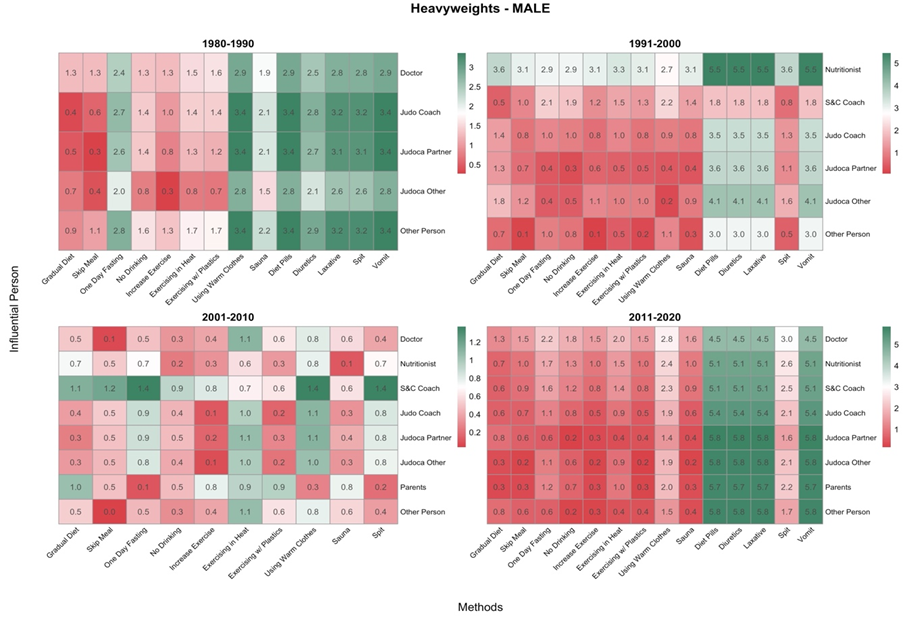 Heavyweights - MALE
1980-1990
1.3 1.3 2.4 1.3 1.3 1.5 1.6 2.9 1.9 2.9 2.5 2.8 2.8 2.9 Doctor
0.4 0.6 2.7 1.4 1.0 1.4 1.4 3.4 2.1 3.4 2.8 3.2 3.2 3.4 Judo Coach
0.5 0.3 2.6 1.4 0.8 1.3 1.2 3.4 2.1 3.4 2.7 3.1 3.1 3.4 Judoca Partner
0.7 0.4 2.0 0.8 0.3 0.8 0.7 2.8 1.5 2.8 2.1 2.6 2.6 2.8 Judoca Other
0.9 1.1 2.8 1.6 1.3 1.7 1.7 3.4 2.2 3.4 2.9 3.2 3.2 3.4 Other Person
Gradual Diet Skip Meal One Day Fasting No Drinking Increase Exercise Exercising in Heat Exercising w/ Plastics Using Warm Clothes Sauna Diet Pills Diuretics Laxative Spit Vomit
3
2.5
2
1.5
1
0.5
1991-2000
3.6 3.1 2.9 2.9 3.1 3.3 3.1 2.7 3.1 5.5 5.5 5.5 3.6 5.5 Nutritionist
0.5 1.0 2.1 1.9 1.2 1.5 1.3 2.2 1.4 1.8 1.8 1.8 0.8 1.8 S&C Coach
1.4 0.8 1.0 1.0 0.8 1.0 0.8 0.9 0.8 3.5 3.5 3.5 1.3 3.5 Judo Coach
1.3 0.7 0.4 0.3 0.6 0.5 0.5 0.4 0.4 3.6 3.6 3.6 1.1 3.6 Judoca Partner
1.8 1.2 0.4 0.5 1.1 1.0 1.0 0.2 0.9 4.1 4.1 4.1 1.6 4.1 Judoca Other
0.7 0.1 1.0 0.8 0.1 0.5 0.2 1.1 0.3 3.0 3.0 3.0 0.5 3.0 Other Person
Gradual Diet Skip Meal One Day Fasting No Drinking Increase Exercise Exercising in Heat Exercising w/ Plastics Using Warm Clothes Sauna Diet Pills Diuretics Laxative Spit Vomit
5
4
3
2
1
Influential Person
2001-2010
0.5 0.1 0.5 0.3 0.4 1.1 0.6 0.8 0.6 0.4 Doctor
0.7 0.5 0.7 0.2 0.3 0.6 0.3 0.8 0.1 0.7 Nutritionist
1.1 1.2 1.4 0.9 0.8 0.7 0.6 1.4 0.6 1.4 S&C Coach
0.4 0.5 0.9 0.4 0.1 1.0 0.2 1.1 0.3 0.8 Judo Coach
0.3 0.5 0.9 0.5 0.2 1.1 0.3 1.1 0.4 0.8 Judoca Partner
0.3 0.5 0.8 0.4 0.1 1.0 0.2 1.0 0.3 0.8 Judoca Other
1.0 0.5 0.1 0.5 0.8 0.9 0.9 0.3 0.8 0.2 Parents
0.5 0.0 0.5 0.3 0.4 1.1 0.6 0.8 0.6 0.4 Other Person
Gradual Diet Skip Meal One Day Fasting No Drinking Increase Exercise Exercising in Heat Exercising w/ Plastics Using Warm Clothes Sauna Spit
1.2
1
0.8
0.6
0.4
0.2
2011-2020
1.3 1.5 2.2 1.8 1.5 2.0 1.5 2.8 1.6 4.5 4.5 4.5 3.0 4.5 Doctor
0.7 1.0 1.7 1.3 1.0 1.5 1.0 2.4 1.0 5.1 5.1 5.1 2.6 5.1 Nutritionist
0.6 0.9 1.6 1.2 0.8 1.4 0.8 2.3 0.9 5.1 5.1 5.1 2.5 5.1 S&C Coach
0.6 0.7 1.1 0.8 0.5 0.9 0.5 1.9 0.6 5.4 5.4 5.4 2.1 5.4 Judo Coach
0.8 0.6 0.6 0.2 0.3 0.4 0.4 1.4 0.4 5.8 5.8 5.8 1.6 5.8 Judoca Partner
0.3 0.2 1.1 0.6 0.2 0.9 0.2 1.9 0.2 5.8 5.8 5.8 2.1 5.8 Judoca Other
0.3 0.3 1.2 0.7 0.3 1.0 0.3 2.0 0.3 5.7 5.7 5.7 2.2 5.7 Parents
0.8 0.6 0.6 0.2 0.3 0.4 0.4 1.5 0.4 5.8 5.8 5.8 1.7 5.8 Other Person
Gradual Diet Skip Meal One Day Fasting No Drinking Increase Exercise Exercising in Heat Exercising w/ Plastics Using Warm Clothes Sauna Diet Pills Diuretics Laxative Spit Vomit
5
4
3
2
1
Methods